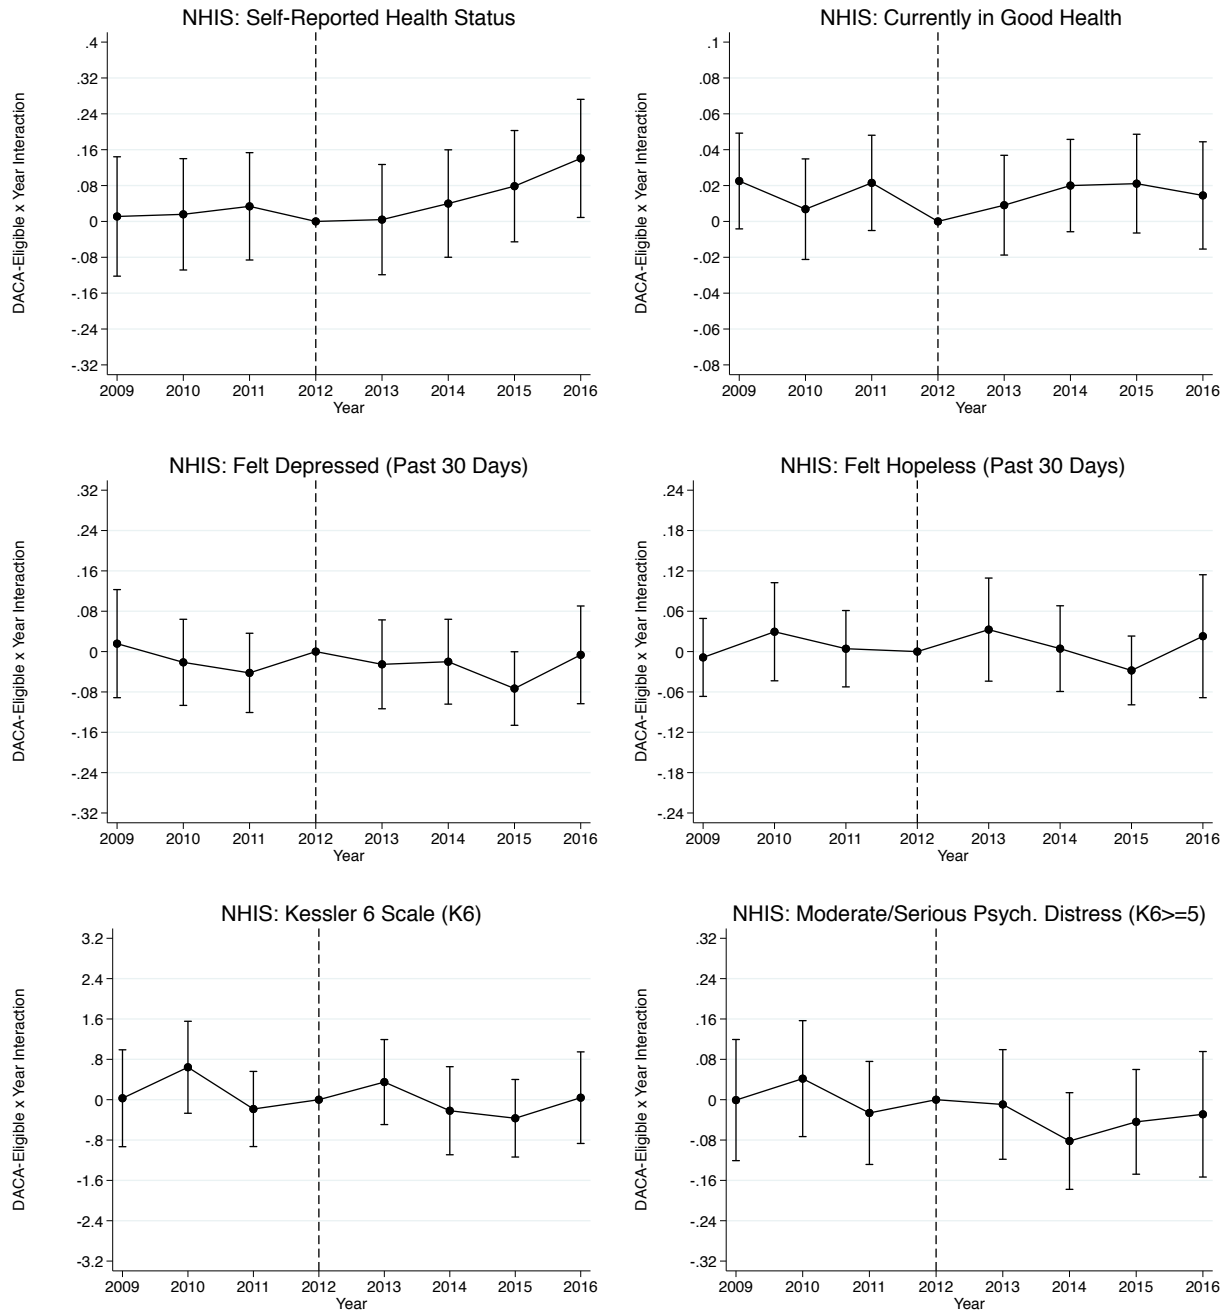 NHIS: Self-Reported Health Status
DACA-Eligible x Year Interaction
.4
.32
.24
.16
.08
0
-.08
-.16
-.24
-.32
2009 2010 2011 2012 2013 2014 2015 2016
Year
NHIS: Currently in Good Health
DACA-Eligible x Year Interaction
.1
.08
.06
.04
.02
0
-.02
-.04
-.06
-.08
2009 2010 2011 2012 2013 2014 2015 2016
Year
NHIS: Felt Depressed (Past 30 Days)
DACA-Eligible x Year Interaction
.32
.24
.16
.08
0
-.08
-.16
-.24
-.32
2009 2010 2011 2012 2013 2014 2015 2016
Year
NHIS: Felt Hopeless (Past 30 Days)
DACA-Eligible x Year Interaction
.24
.18
.12
.06
0
-.06
-.12
-.18
-.24
2009 2010 2011 2012 2013 2014 2015 2016
Year
NHIS: Kessler 6 Scale (K6)
DACA-Eligible x Year Interaction
3.2
2.4
1.6
.8
0
-.8
-1.6
-2.4
-3.2
2009 2010 2011 2012 2013 2014 2015 2016
Year
NHIS: Moderate/Serious Psych. Distress (K6>=5)
DACA-Eligible x Year Interaction
.32
.24
.16
.08
0
-.08
-.16
-.24
-.32
2009 2010 2011 2012 2013 2014 2015 2016
Year